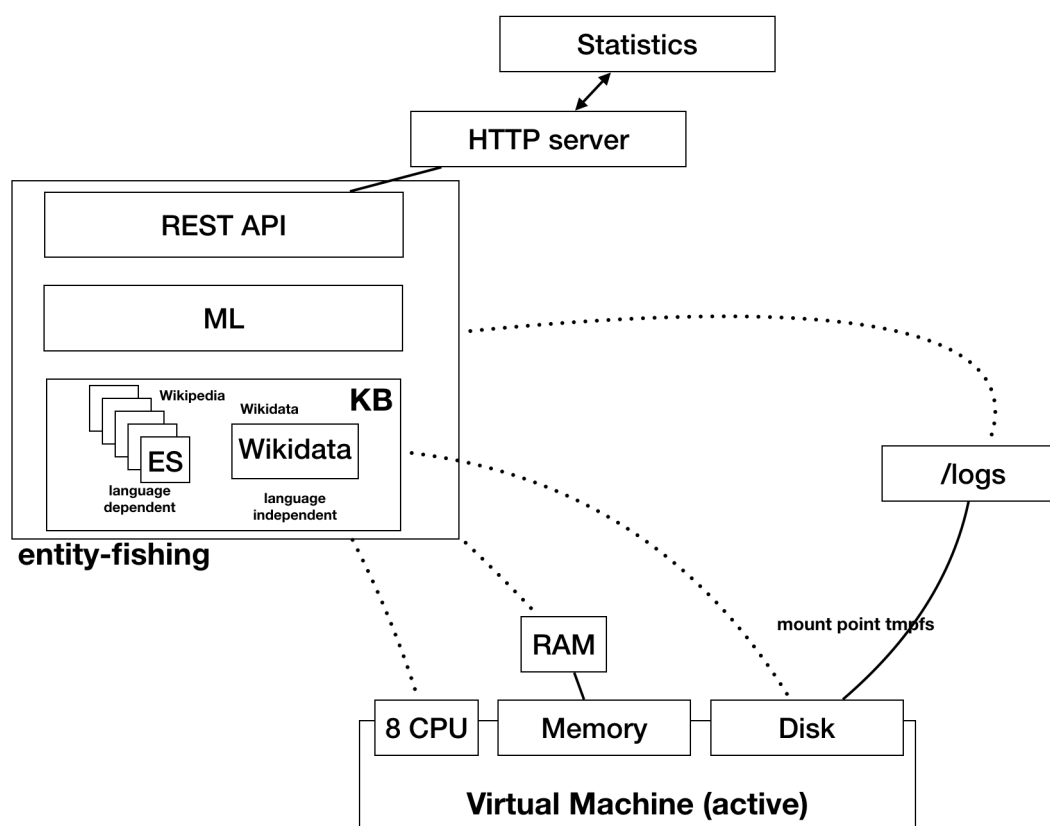 Statistics
HTTP server
REST API
ML
KB
Wikipedia
Wikidata
ES
Wikidata
language
dependent
language
independent
entity-fishing
/logs
mount point tmpfs
RAM
8 CPU
Memory
Disk
Virtual Machine (active)